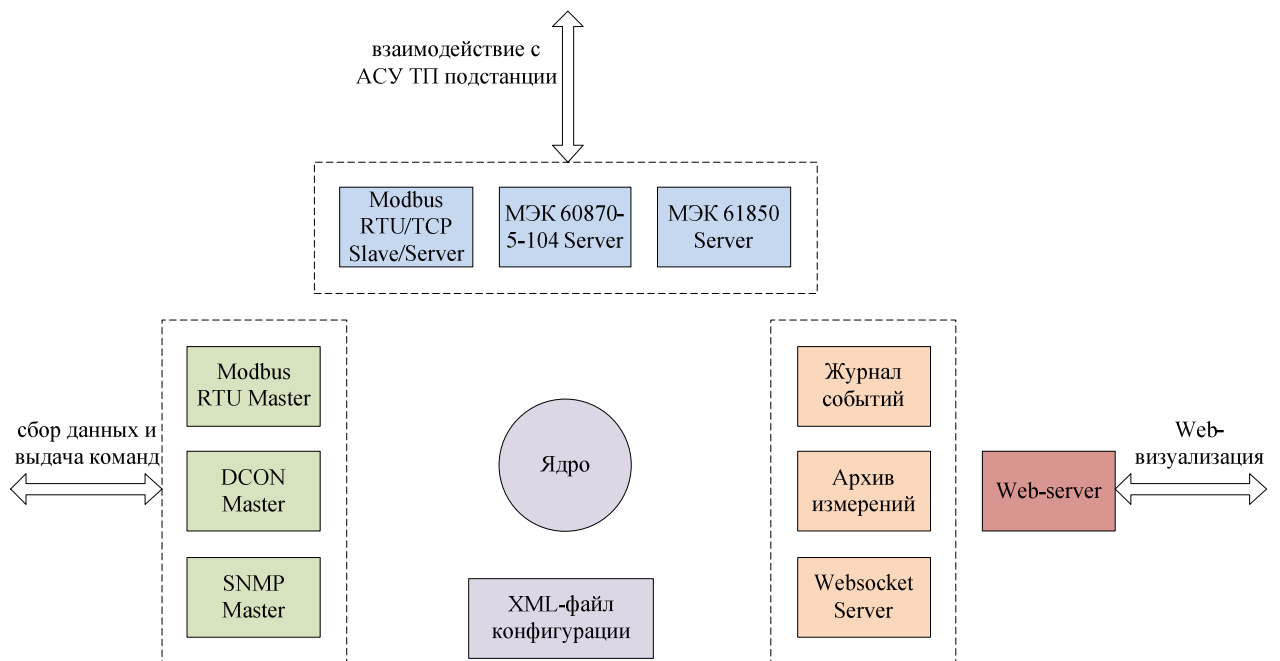 взаимодействие с
АСУ ТП подстанции
Modbus
RTU/TCP
Slave/Server
МЭК 60870-
5-104 Server
МЭК 61850
Server
сбор данных и
выдача команд
Modbus
RTU Master
DCON
Master
SNMP
Master
Ядро
XML-файл
конфигурации
Журнал
событий
Архив
измерений
Websocket
Server
Web-server
Web-
визуализация